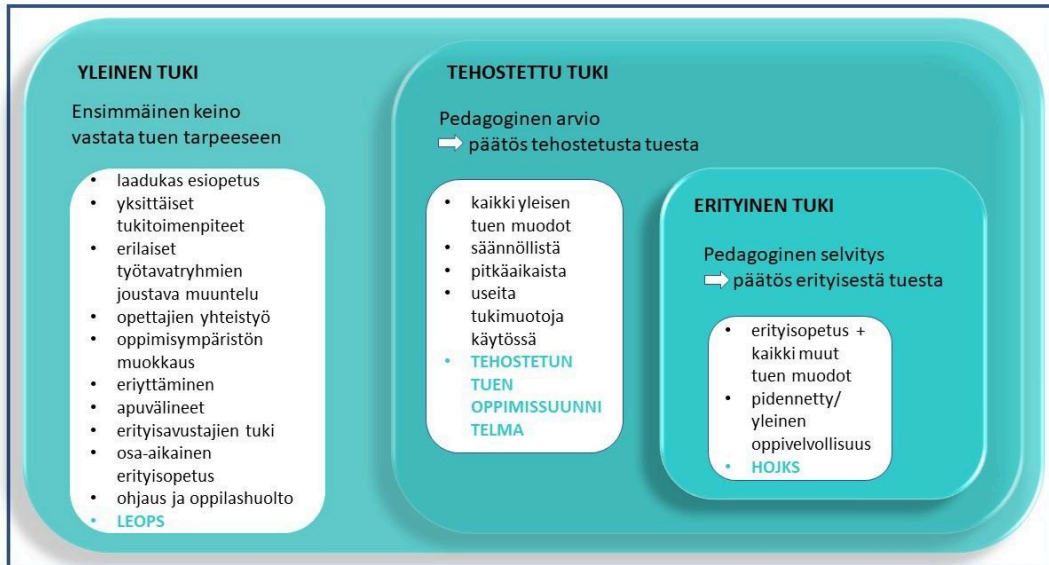 YLEINEN TUKI
Ensimmäinen keino
vastata tuen tarpeeseen
• laadukas esiopetus
• yksittäiset
tukitoimenpiteet
• erilaiset
työtavatryhmien
joustava muuntelu
• opettajien yhteistyö
• oppimisympäristön
muokkaus
• eriyttäminen
• apuvälineet
• erityisavustajien tuki
• osa-aikainen
erityisopetus
• ohjaus ja oppilashuolto
• LEOPS
TEHOSTETTU TUKI
Pedagoginen arvio
⇨ päätös tehostetusta tuesta
• kaikki yleisen
tuen muodot
• säännöllistä
• pitkäaikaista
• useita
tukimuotoja
käytössä
• TEHOSTETUN
TUEN
OPPIMISSUUNNI
TELMA
ERITYINEN TUKI
Pedagoginen selvitys
⇨ päätös erityisestä tuesta
• erityisopetus +
kaikki muut
tuen muodot
• pidennetty/
yleinen
oppivelvollisuus
• HOJKS